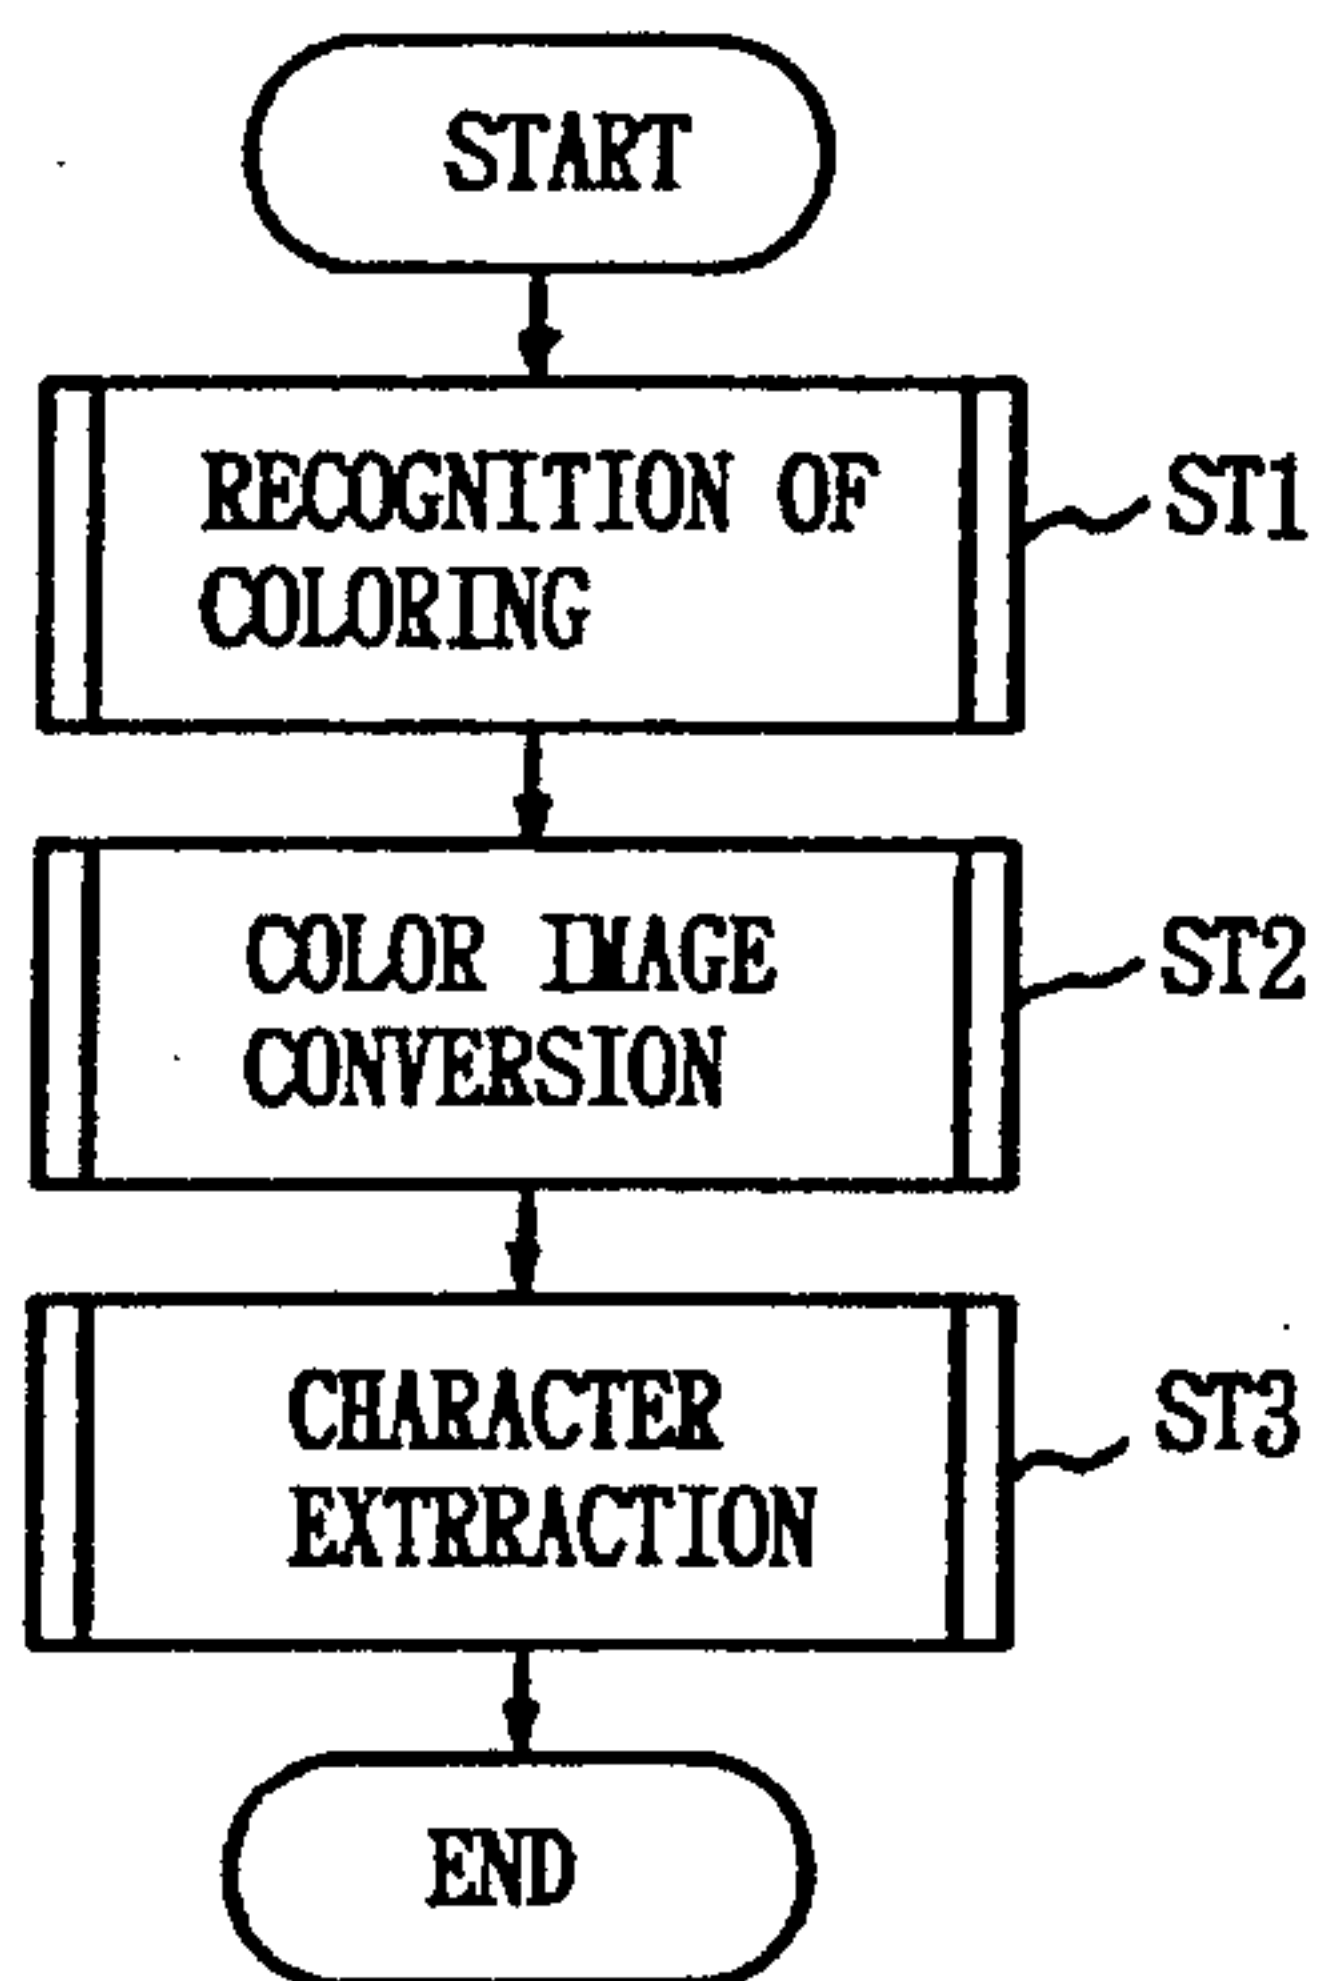 START
RECOGNITION OF
COLORING
ST1
COLOR IMAGE
CONVERSION
ST2
CHARACTER
EXTRRACTION
ST3
END